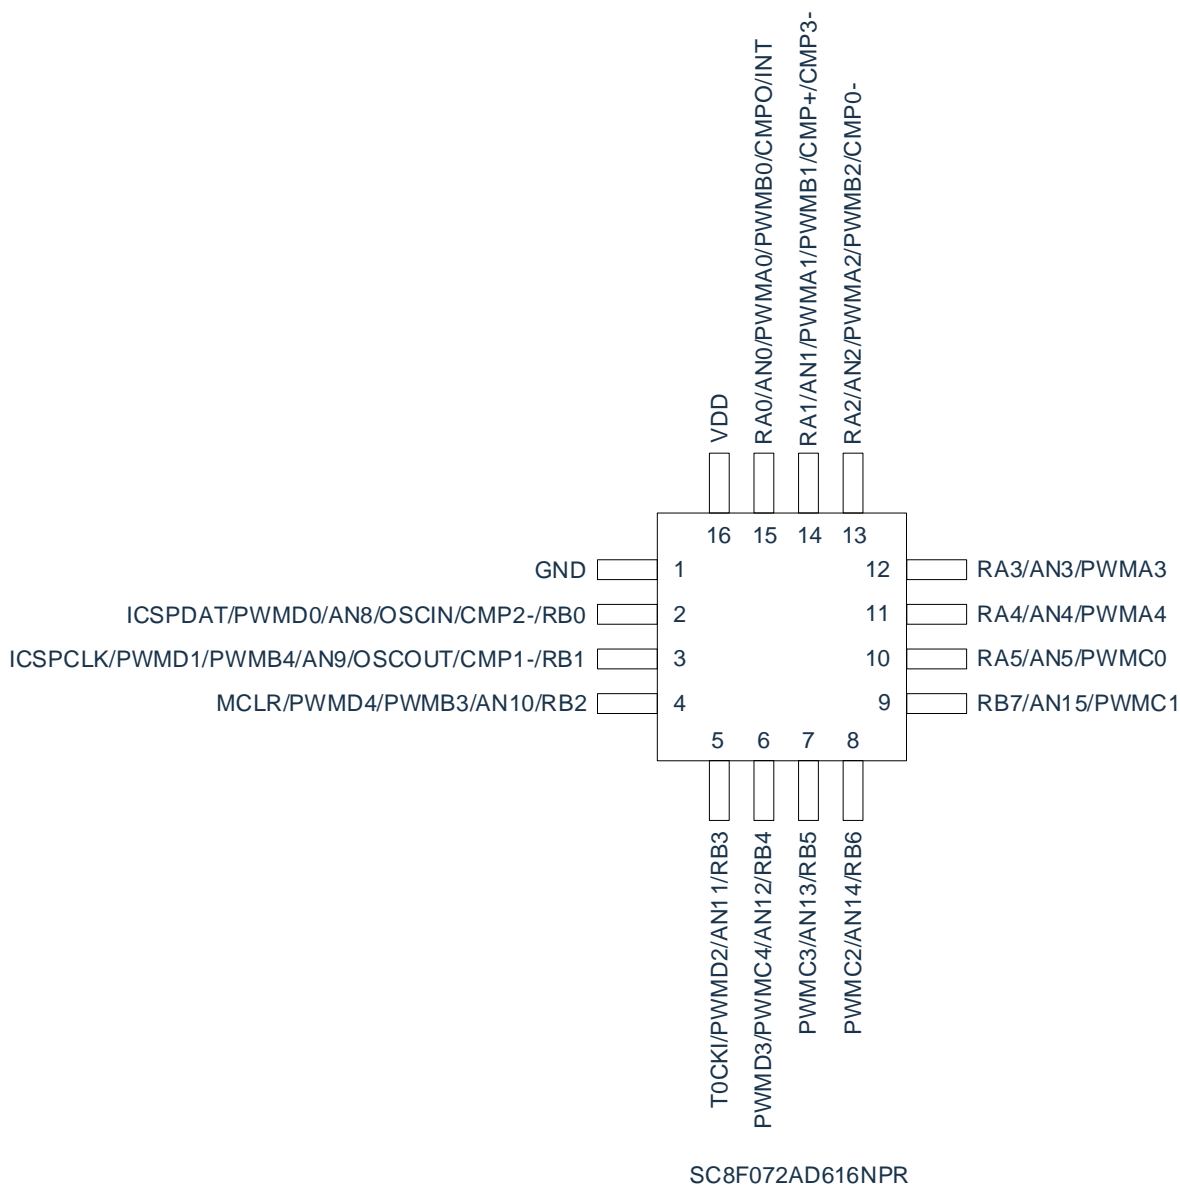 RA0/AN0/PWMA0/PWMB0/CMPO/INT
RA1/AN1/PWMA1/PWMB1/CMP+/CMP3-
RA2/AN2/PWMA2/PWMB2/CMP0-
VDD
16 15 14 13
GND 1
12 RA3/AN3/PWMA3
ICSPDAT/PWMD0/AN8/OSCIN/CMP2-/RB0 2
11 RA4/AN4/PWMA4
ICSPCLK/PWMD1/PWMB4/AN9/OSCOUT/CMP1-/RB1 3
10 RA5/AN5/PWMC0
MCLR/PWMD4/PWMB3/AN10/RB2 4
9 RB7/AN15/PWMC1
5 6 7 8
T0CKI/PWMD2/AN11/RB3
PWMD3/PWMC4/AN12/RB4
PWMC3/AN13/RB5
PWMC2/AN14/RB6
SC8F072AD616NPR